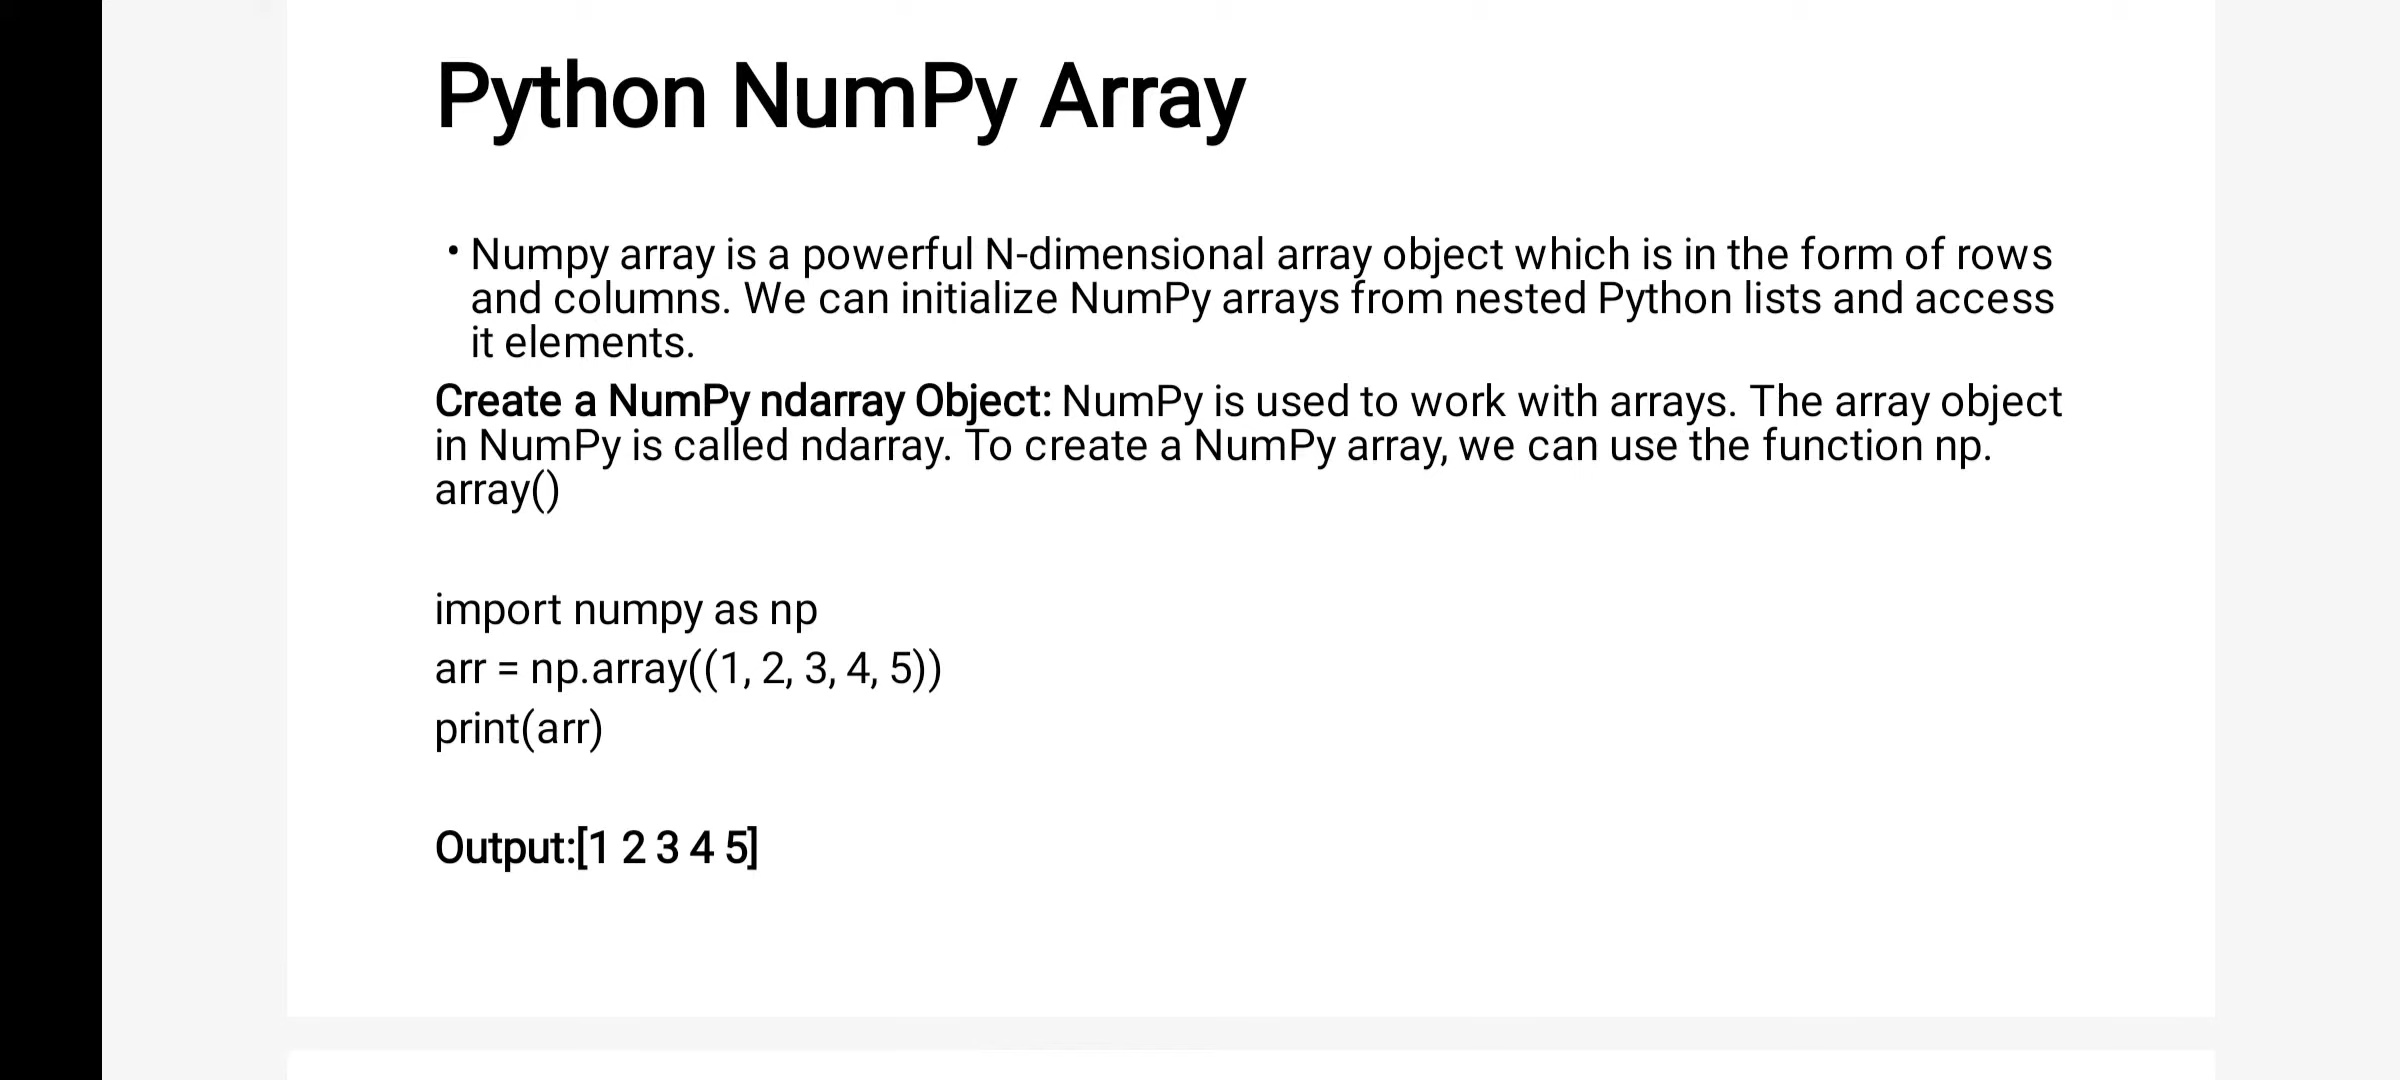 Python NumPy Array
• Numpy array is a powerful N-dimensional array object which is in the form of rows
and columns. We can initialize NumPy arrays from nested Python lists and access
it elements.
Create a NumPy ndarray Object: NumPy is used to work with arrays. The array object
in NumPy is called ndarray. To create a NumPy array, we can use the function np.
array()
import numpy as np
arr = np.array((1, 2, 3, 4, 5))
print(arr)
Output:[1 2 3 4 5]